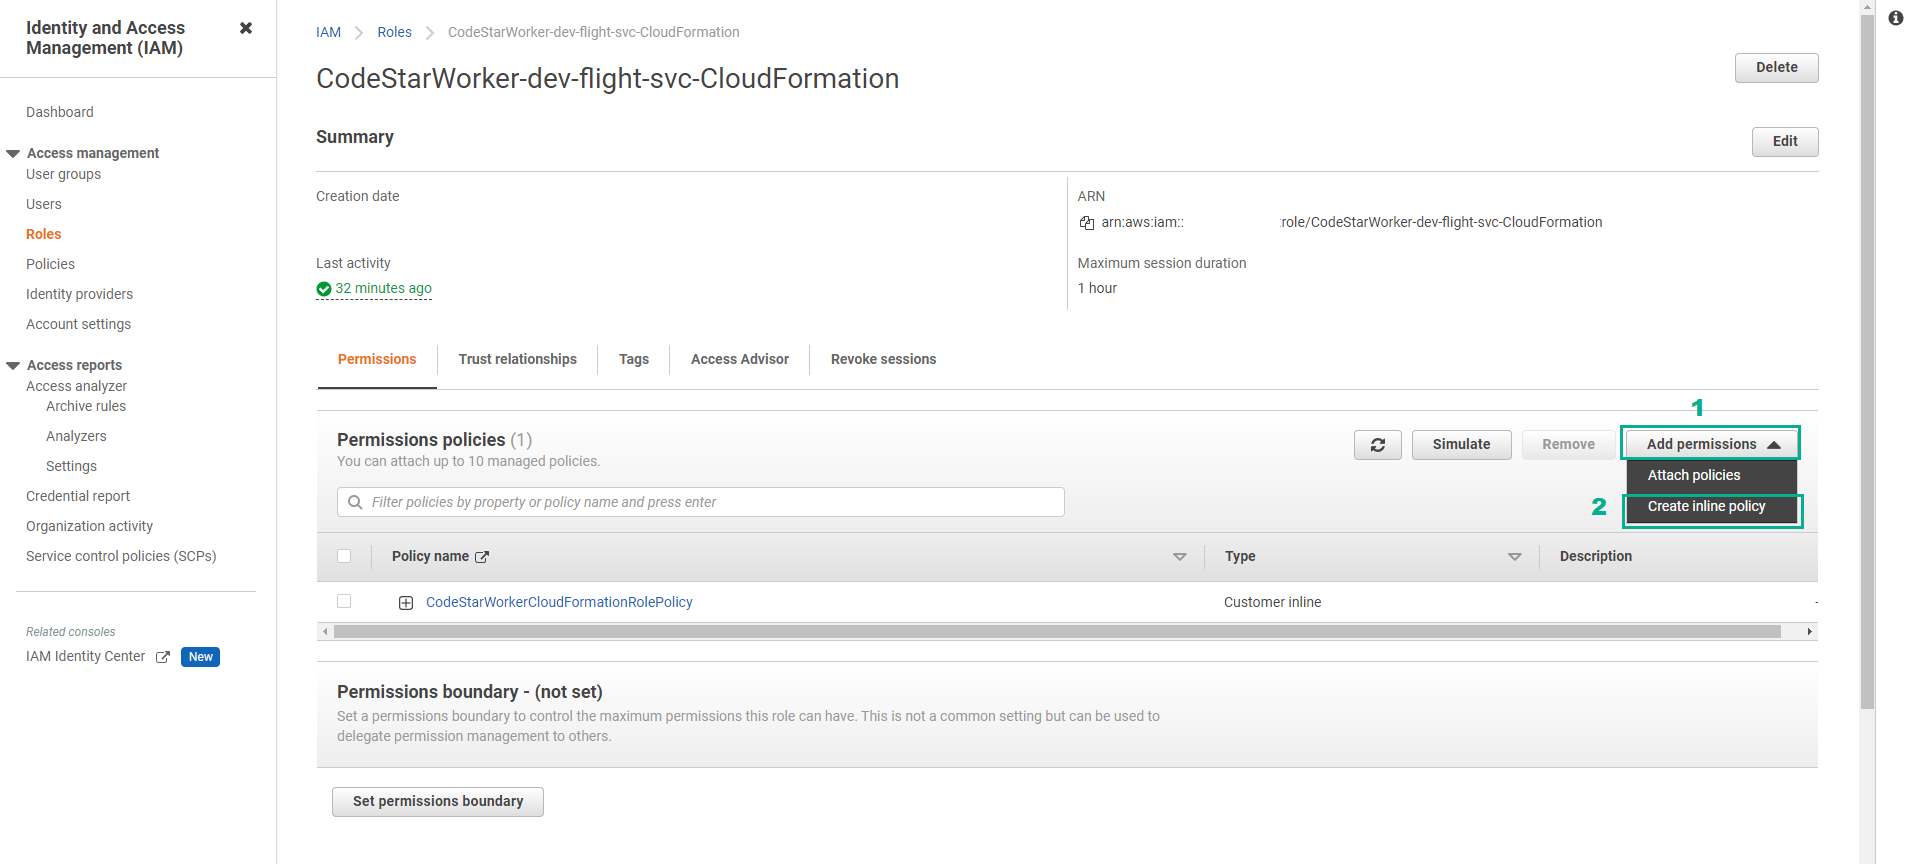 Identity and Access
Management (IAM)
Dashboard
Access management
User groups
Users
Roles
Policies
Identity providers
Account settings
Access reports
Access analyzer
Archive rules
Analyzers
Settings
Credential report
Organization activity
Service control policies (SCPs)
Related consoles
IAM Identity Center New
IAM Roles CodeStarWorker-dev-flight-svc-CloudFormation
CodeStarWorker-dev-flight-svc-CloudFormation
Delete
Summary
Edit
Creation date
ARN
arn:aws:iam:: :role/CodeStarWorker-dev-flight-svc-CloudFormation
Last activity
32 minutes ago
Maximum session duration
1 hour
Permissions Trust relationships Tags Access Advisor Revoke sessions
1
Permissions policies (1)
You can attach up to 10 managed policies.
Simulate Remove Add permissions
Attach policies
2 Create inline policy
Filter policies by property or policy name and press enter
Policy name Type Description
CodeStarWorkerCloudFormationRolePolicy Customer inline -
Permissions boundary - (not set)
Set a permissions boundary to control the maximum permissions this role can have. This is not a common setting but can be used to
delegate permission management to others.
Set permissions boundary